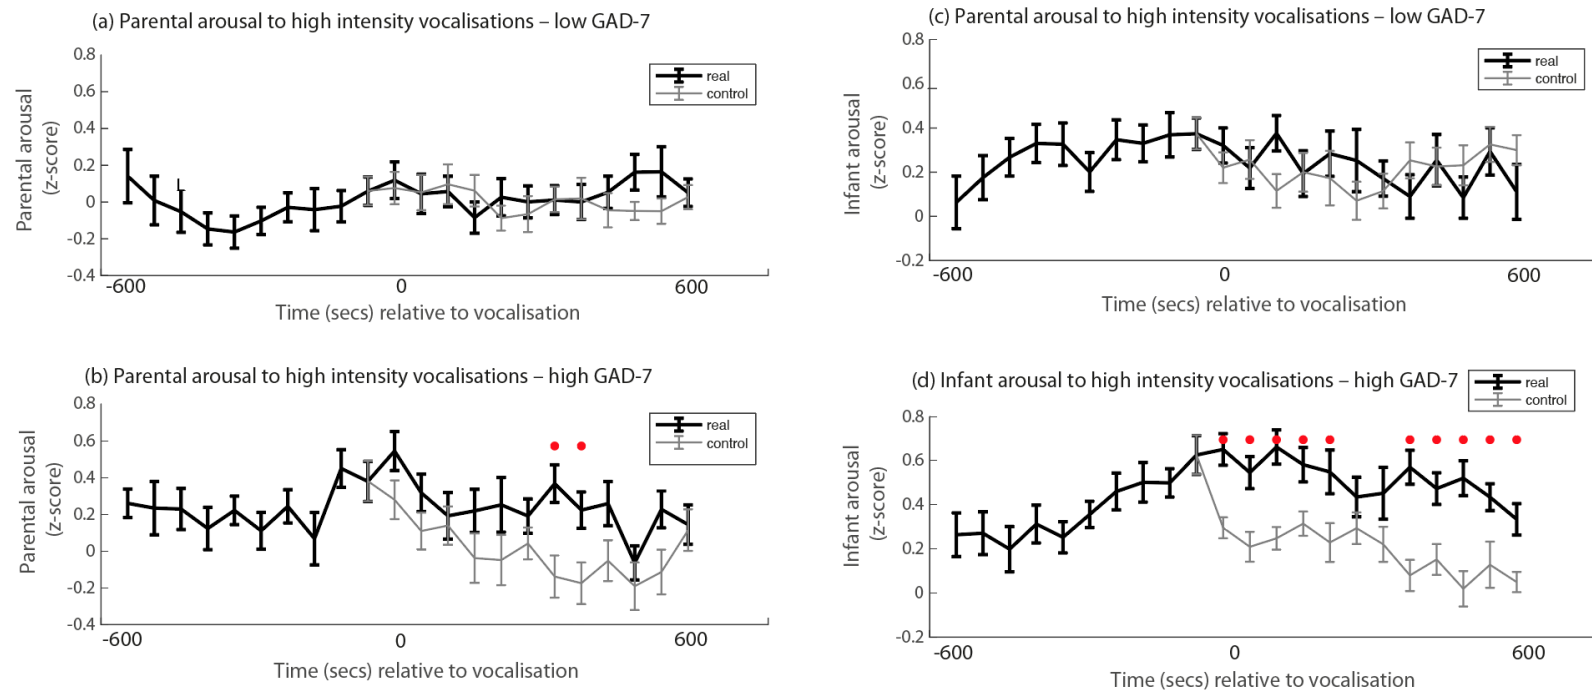 (a) Parental arousal to high intensity vocalisations – low GAD-7
0.8
0.6
0.4
0.2
0
-0.2
-0.4
Parental arousal
(z-score)
real
control
-600
0
600
Time (secs) relative to vocalisation
(c) Parental arousal to high intensity vocalisations – low GAD-7
0.8
0.6
0.4
0.2
0
-0.2
Infant arousal
(z-score)
real
control
-600
0
600
Time (secs) relative to vocalisation
(b) Parental arousal to high intensity vocalisations – high GAD-7
0.8
0.6
0.4
0.2
0
-0.2
-0.4
Parental arousal
(z-score)
real
control
-600
0
600
Time (secs) relative to vocalisation
(d) Infant arousal to high intensity vocalisations – high GAD-7
real
control
0.8
0.6
0.4
0.2
0
-0.2
Infant arousal
(z-score)
-600
0
600
Time (secs) relative to vocalisation